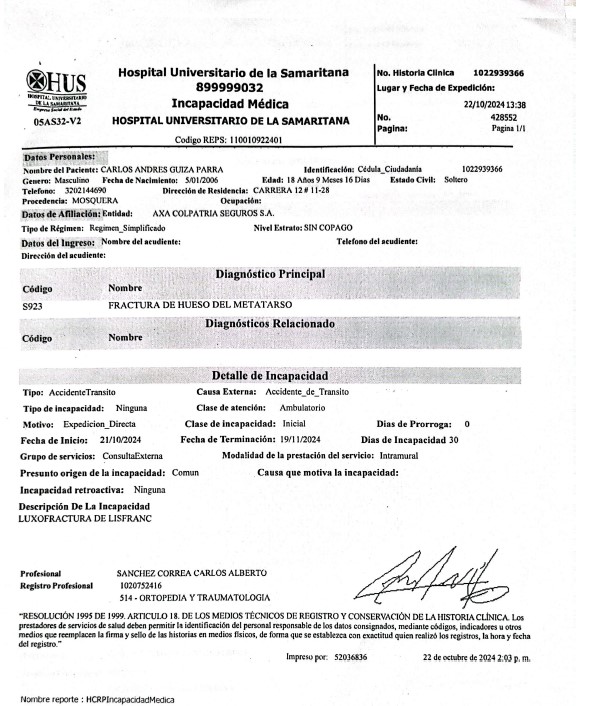 HUS
HOSPITAL UNIVERSITARIO
DE LA SAMARITANA
Empresa Social del Estado
05AS32-V2
Hospital Universitario de la Samaritana
899999032
Incapacidad Médica
HOSPITAL UNIVERSITARIO DE LA SAMARITANA
Codigo REPS: 110010922401
No. Historia Clinica 1022939366
Lugar y Fecha de Expedición:
22/10/2024 13:38
No. 428552
Pagina: Pagina 1/1
Datos Personales:
Nombre del Paciente: CARLOS ANDRES GUIZA PARRA Identificación: Cédula_Ciudadanía 1022939366
Genero: Masculino Fecha de Nacimiento: 5/01/2006 Edad: 18 Años 9 Meses 16 Dias Estado Civil: Soltero
Telefono: 3202144690 Dirección de Residencia: CARRERA 12 # 11-28
Procedencia: MOSQUERA Ocupación:
Datos de Afiliación: Entidad: AXA COLPATRIA SEGUROS S.A.
Tipo de Régimen: Regimen_Simplificado Nivel Estrato: SIN COPAGO
Datos del Ingreso: Nombre del acudiente: Telefono del acudiente:
Dirección del acudiente:
Diagnóstico Principal
Código Nombre
S923 FRACTURA DE HUESO DEL METATARSO
Diagnósticos Relacionado
Código Nombre
Detalle de Incapacidad
Tipo: AccidenteTransito Causa Externa: Accidente_de_Transito
Tipo de incapacidad: Ninguna Clase de atención: Ambulatorio
Motivo: Expedicion_Directa Clase de incapacidad: Inicial Dias de Prorroga: 0
Fecha de Inicio: 21/10/2024 Fecha de Terminación: 19/11/2024 Dias de Incapacidad 30
Grupo de servicios: ConsultaExterna Modalidad de la prestación del servicio: Intramural
Presunto origen de la incapacidad: Comun Causa que motiva la incapacidad:
Incapacidad retroactiva: Ninguna
Descripción De La Incapacidad
LUXOFRACTURA DE LISFRANC
Profesional SANCHEZ CORREA CARLOS ALBERTO
Registro Profesional 1020752416
514 - ORTOPEDIA Y TRAUMATOLOGIA
"RESOLUCIÓN 1995 DE 1999. ARTICULO 18. DE LOS MEDIOS TÉCNICOS DE REGISTRO Y CONSERVACIÓN DE LA HISTORIA CLÍNICA. Los
prestadores de servicios de salud deben permitir la identificación del personal responsable de los datos consignados, mediante códigos, indicadores u otros
medios que reemplacen la firma y sello de las historias en medios físicos, de forma que se establezca con exactitud quien realizó los registros, la hora y fecha
del registro."
Impreso por: 52036836 22 de octubre de 2024 2:03 p. m.
Nombre reporte : HCRPIncapacidadMedica